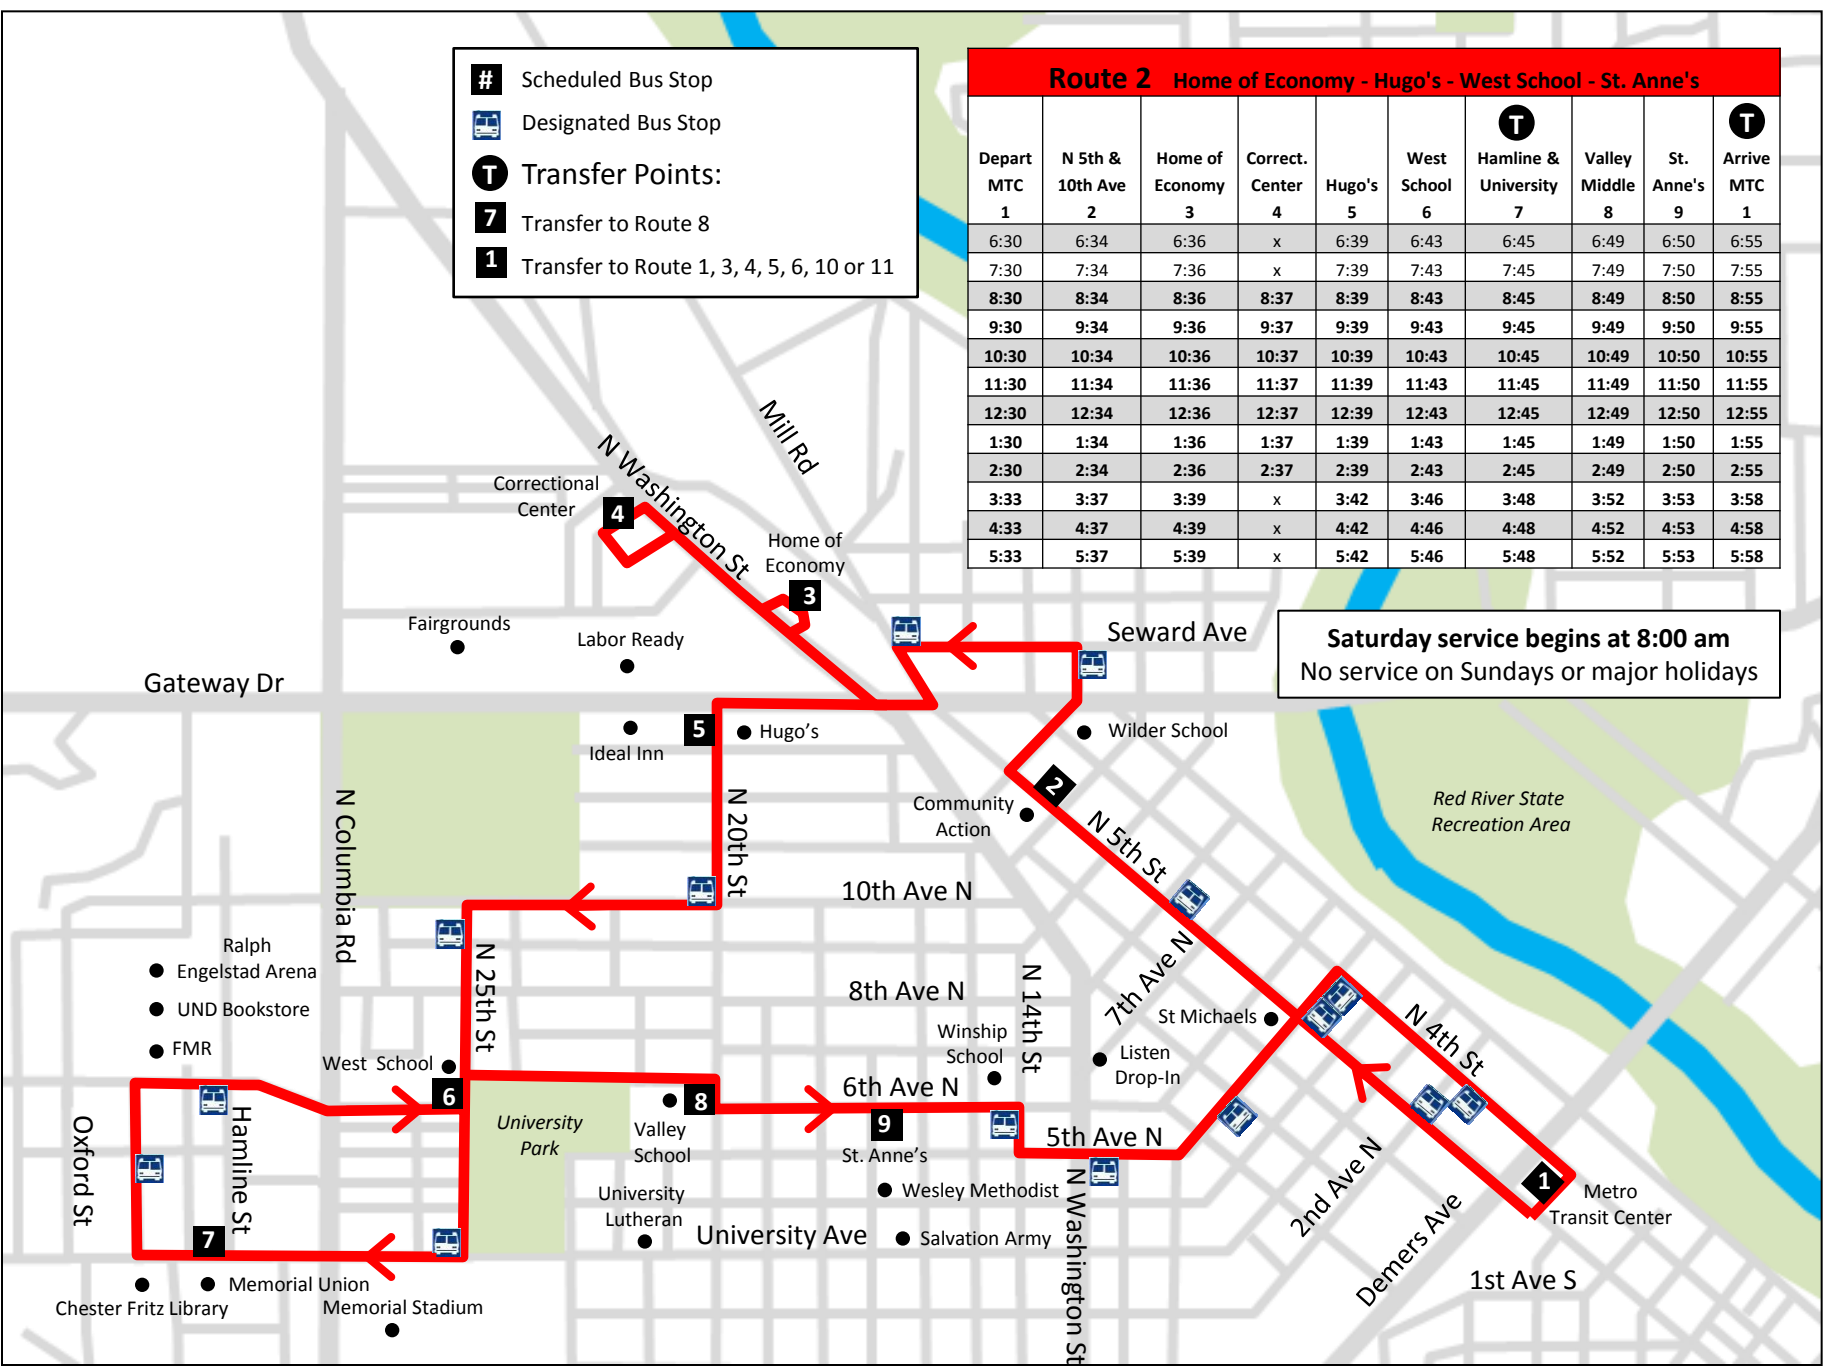 # Scheduled Bus Stop
Designated Bus Stop
T Transfer Points:
7 Transfer to Route 8
1 Transfer to Route 1, 3, 4, 5, 6, 10 or 11
Route 2 Home of Economy - Hugo's - West School - St. Anne's
T T
Depart N 5th & Home of Correct. West Hamline & Valley St. Arrive
MTC 10th Ave Economy Center Hugo's School University Middle Anne's MTC
1 2 3 4 5 6 7 8 9 1
6:30 6:34 6:36 x 6:39 6:43 6:45 6:49 6:50 6:55
7:30 7:34 7:36 x 7:39 7:43 7:45 7:49 7:50 7:55
8:30 8:34 8:36 8:37 8:39 8:43 8:45 8:49 8:50 8:55
9:30 9:34 9:36 9:37 9:39 9:43 9:45 9:49 9:50 9:55
10:30 10:34 10:36 10:37 10:39 10:43 10:45 10:49 10:50 10:55
11:30 11:34 11:36 11:37 11:39 11:43 11:45 11:49 11:50 11:55
12:30 12:34 12:36 12:37 12:39 12:43 12:45 12:49 12:50 12:55
1:30 1:34 1:36 1:37 1:39 1:43 1:45 1:49 1:50 1:55
2:30 2:34 2:36 2:37 2:39 2:43 2:45 2:49 2:50 2:55
3:33 3:37 3:39 x 3:42 3:46 3:48 3:52 3:53 3:58
4:33 4:37 4:39 x 4:42 4:46 4:48 4:52 4:53 4:58
5:33 5:37 5:39 x 5:42 5:46 5:48 5:52 5:53 5:58
Saturday service begins at 8:00 am
No service on Sundays or major holidays
Mill Rd
N Washington St
Correctional
Center
4
Home of
Economy
3
Fairgrounds
Labor Ready
Seward Ave
Gateway Dr
5
Hugo's
Ideal Inn
Wilder School
2
Community
Action
N 5th St
Red River State
Recreation Area
N Columbia Rd
N 20th St
10th Ave N
Ralph
Engelstad Arena
UND Bookstore
FMR
N 25th St
8th Ave N
N 14th St
7th Ave N
St Michaels
N 4th St
West School
6
Winship
School
6th Ave N
Listen
Drop-In
Oxford St
Hamline St
University
Park
Valley
School
8
9
St. Anne's
5th Ave N
N Washington St
2nd Ave N
1
Metro
Transit Center
Wesley Methodist
University
Lutheran
University Ave
Salvation Army
Demers Ave
1st Ave S
7
Memorial Union
Chester Fritz Library
Memorial Stadium